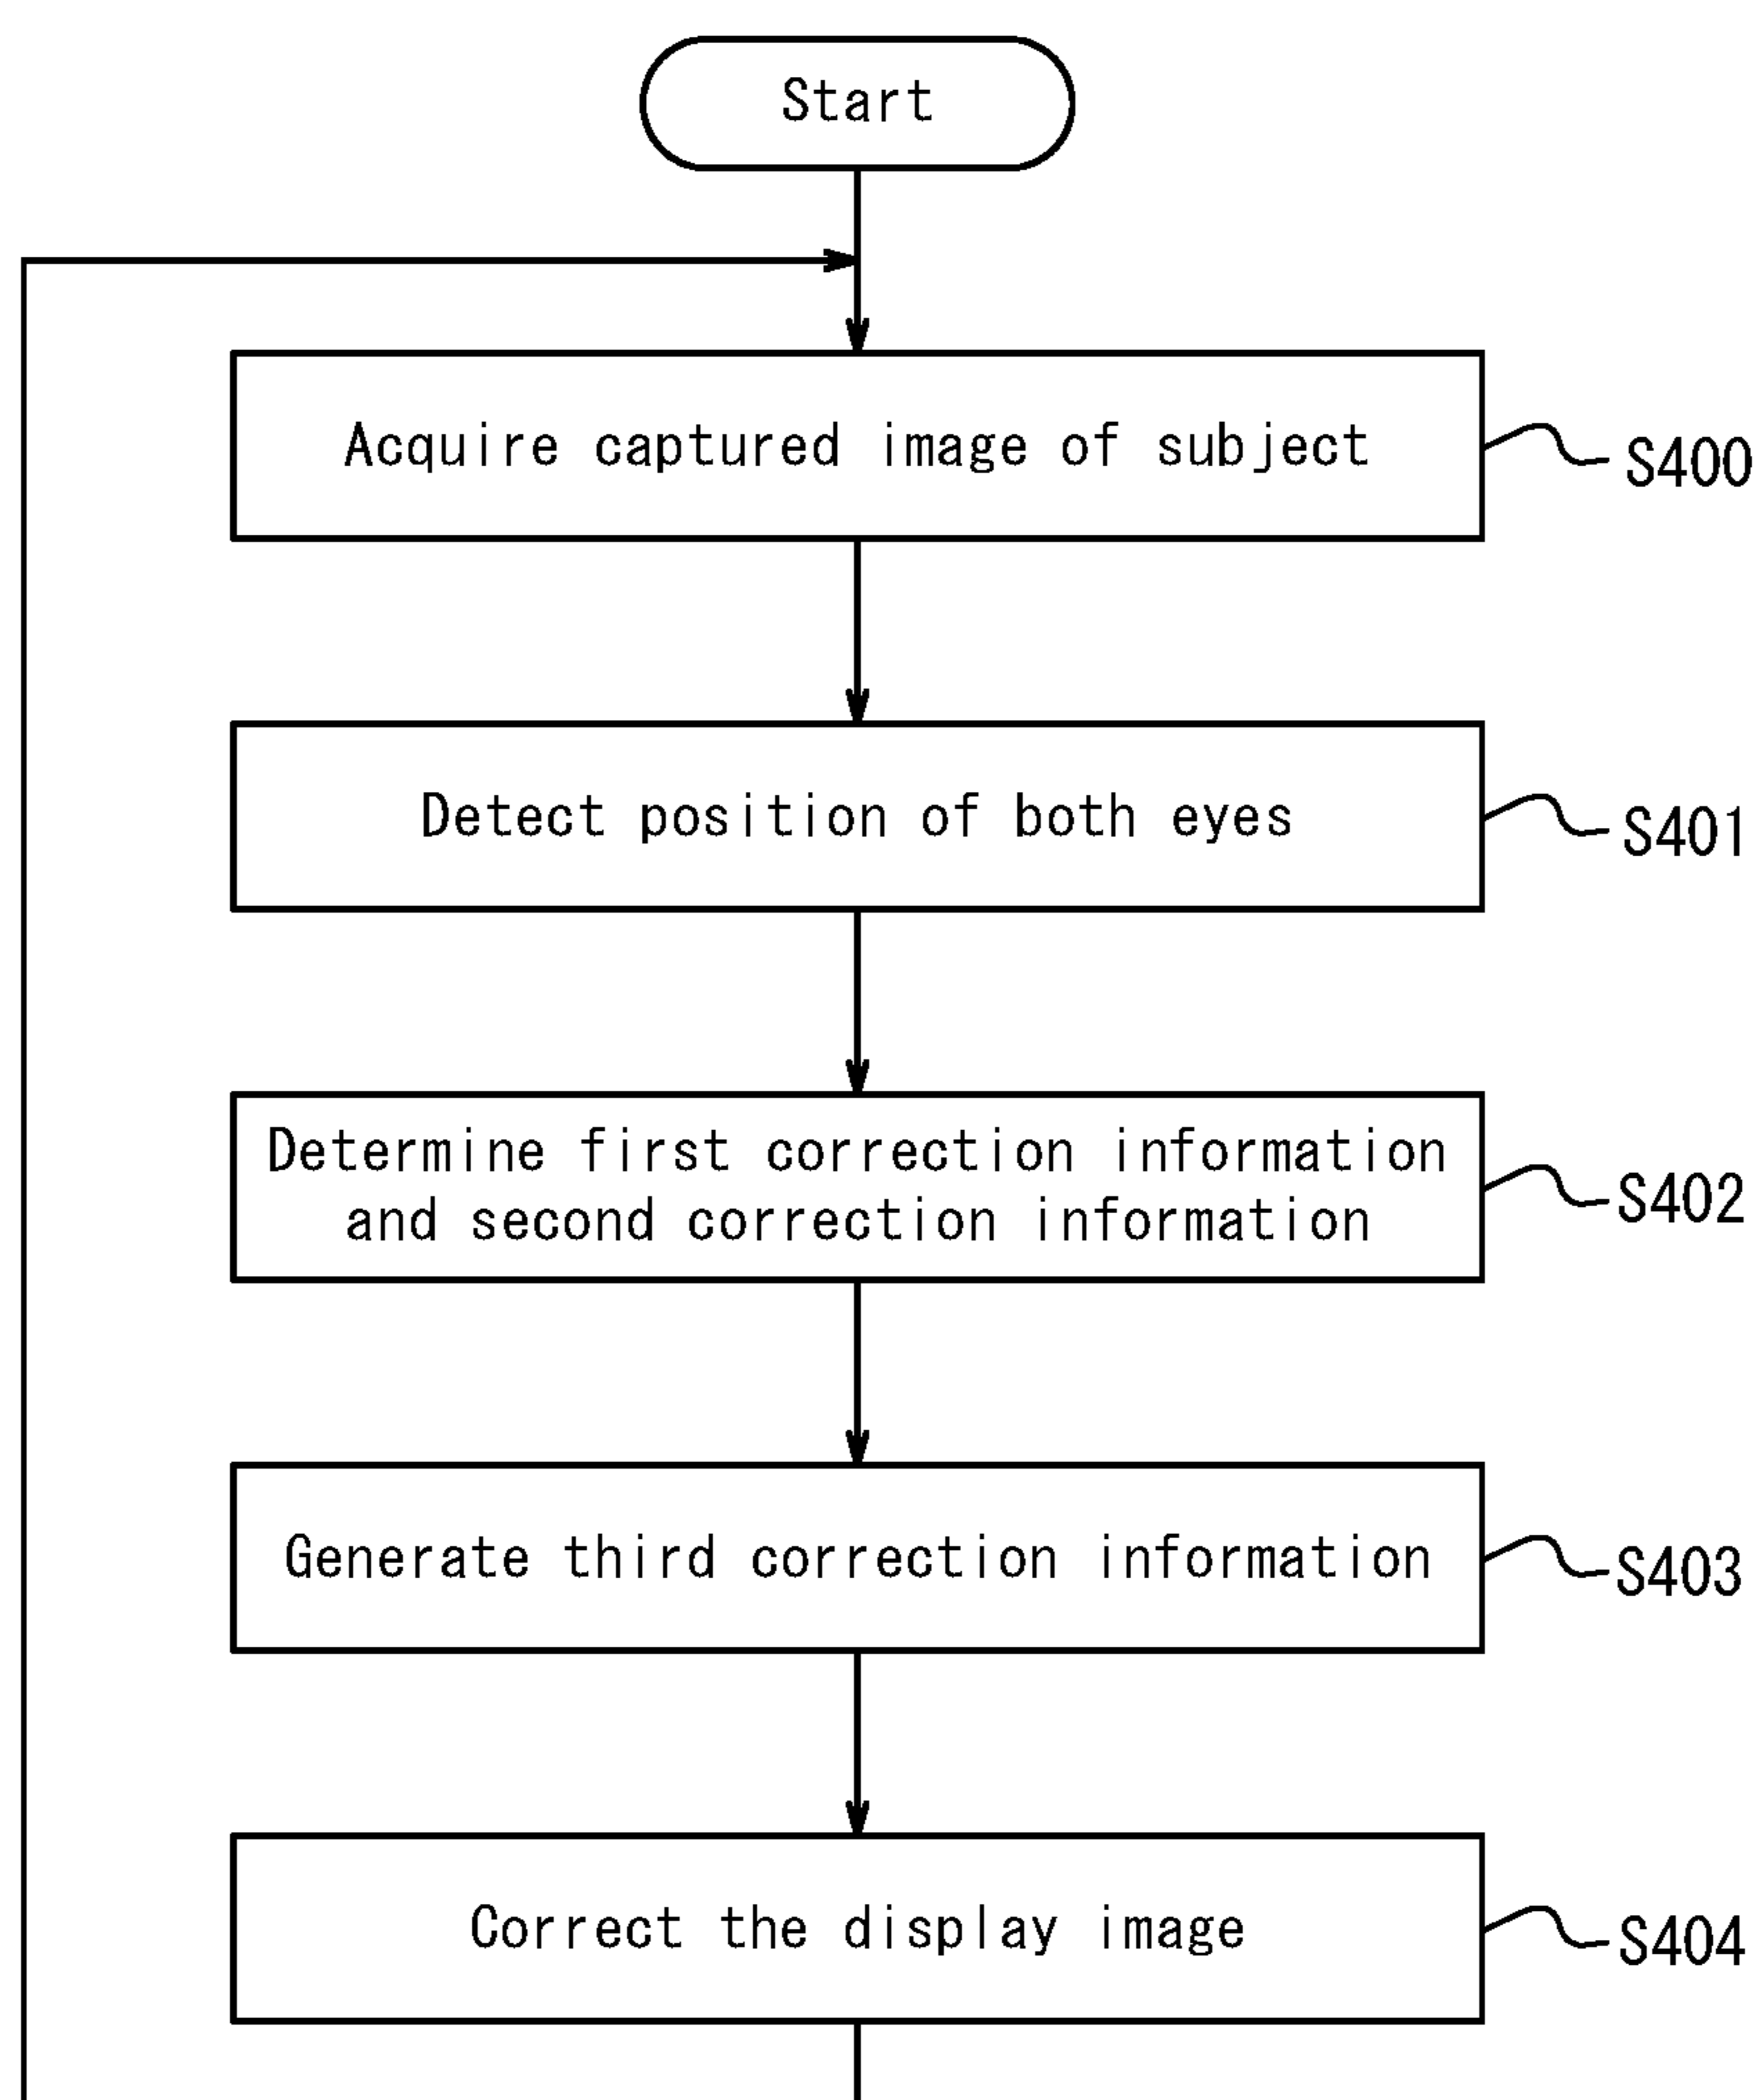 Start
Acquire captured image of subject
S400
Detect position of both eyes
S401
Determine first correction information
and second correction information
S402
Generate third correction information
S403
Correct the display image
S404